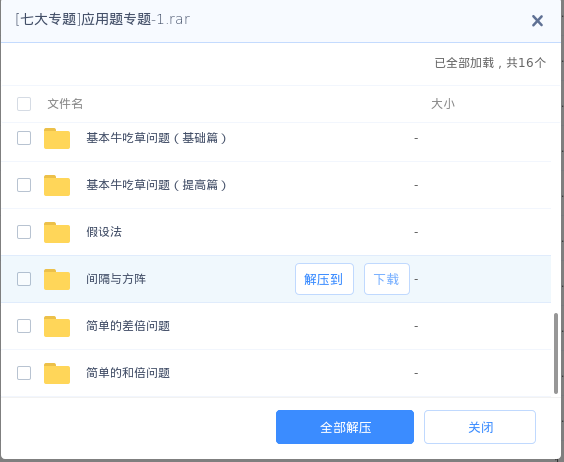 [七大专题]应用题专题-1.rar
已全部加载，共16个
文件名 大小
基本牛吃草问题（基础篇） -
基本牛吃草问题（提高篇） -
假设法 -
间隔与方阵 解压到 下载 -
简单的差倍问题 -
简单的和倍问题 -
全部解压 关闭